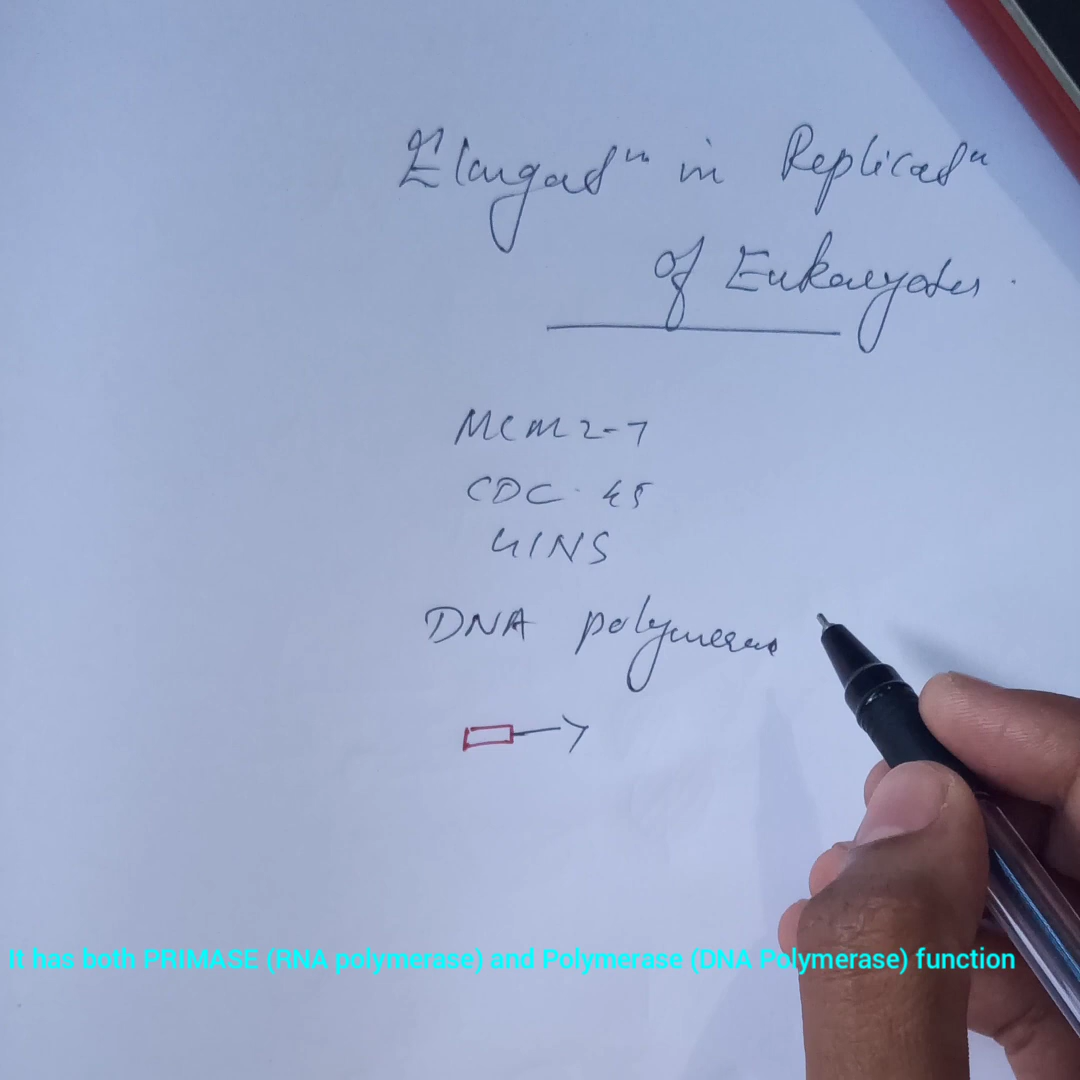 Elongatn in Replicatn
of Eukaryotes.
MCM 2-7
CDC 45
GINS
DNA polymerase
It has both PRIMASE (RNA polymerase) and Polymerase (DNA Polymerase) function